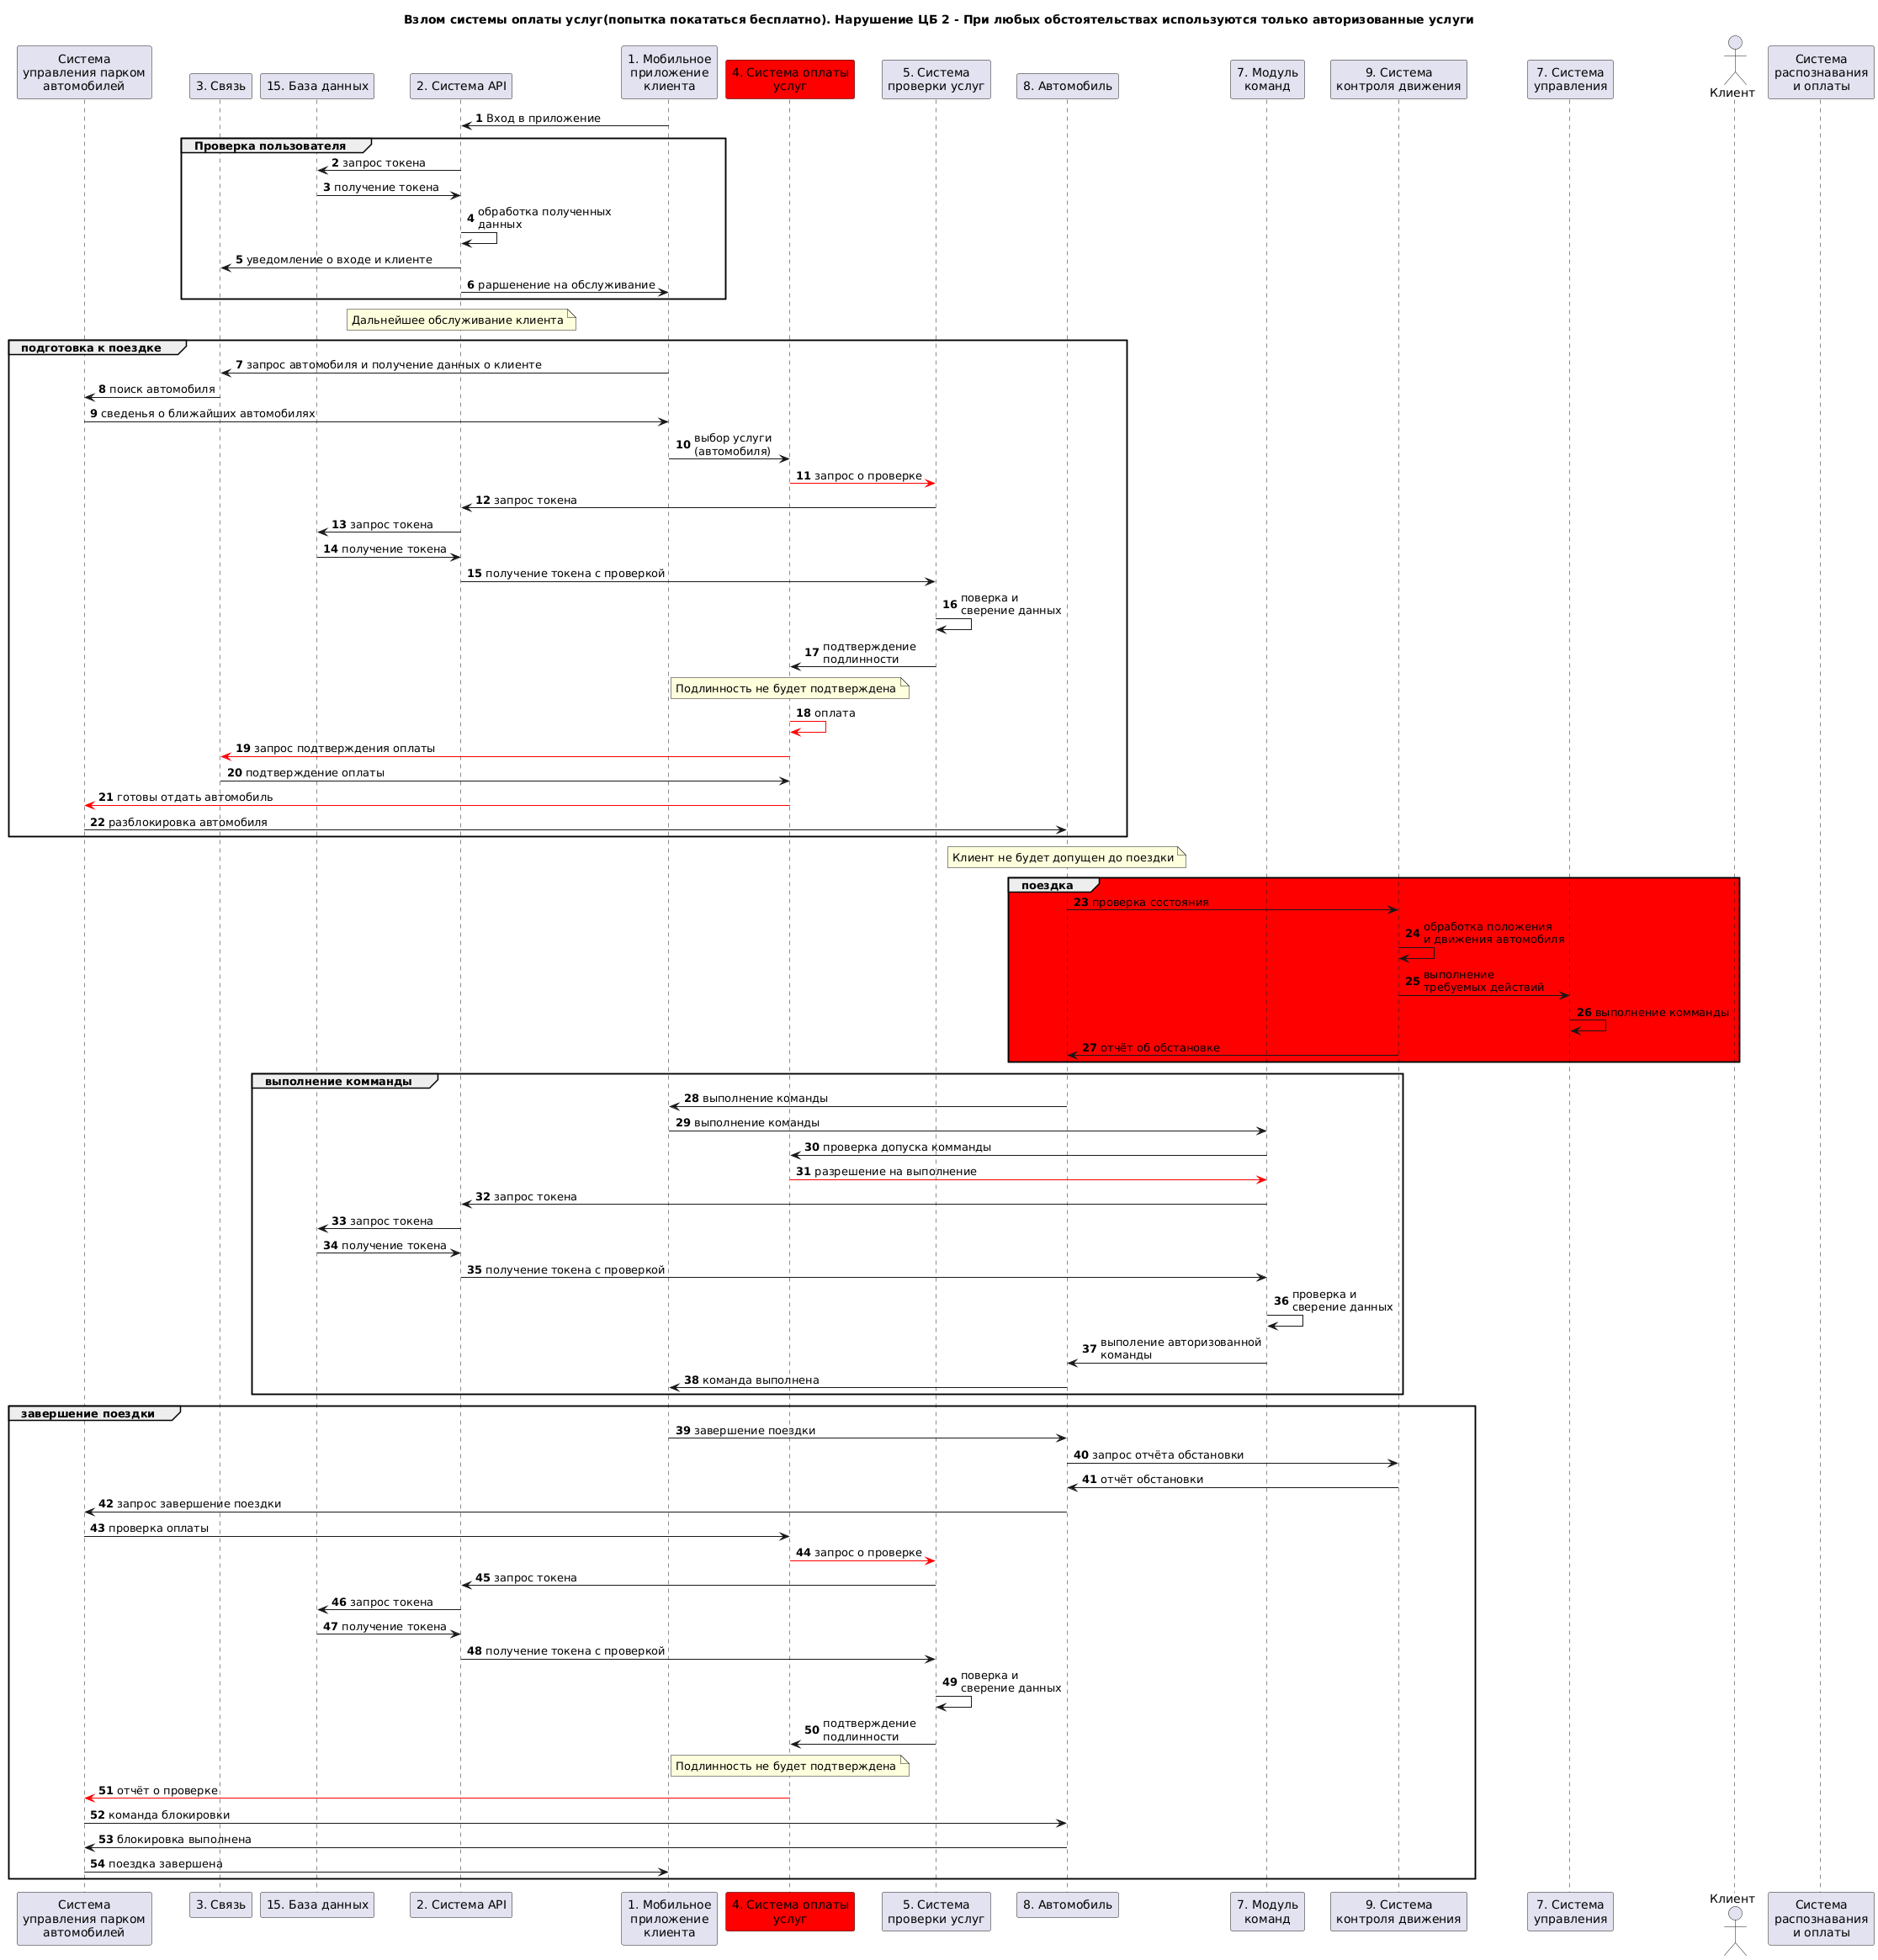 Взлом системы оплаты услуг(попытка покататься бесплатно). Нарушение ЦБ 2 - При любых обстоятельствах используются только авторизованные услуги
Система
управления парком
автомобилей
3. Связь
15. База данных
2. Система API
1. Мобильное
приложение
клиента
4. Система оплаты
услуг
5. Система
проверки услуг
8. Автомобиль
7. Модуль
команд
9. Система
контроля движения
7. Система
управления
Клиент
Система
распознавания
и оплаты
1 Вход в приложение
Проверка пользователя
2 запрос токена
3 получение токена
4 обработка полученных
данных
5 уведомление о входе и клиенте
6 раршенение на обслуживание
Дальнейшее обслуживание клиента
подготовка к поездке
7 запрос автомобиля и получение данных о клиенте
8 поиск автомобиля
9 сведенья о ближайших автомобилях
10 выбор услуги
(автомобиля)
11 запрос о проверке
12 запрос токена
13 запрос токена
14 получение токена
15 получение токена с проверкой
16 поверка и
сверение данных
17 подтверждение
подлинности
Подлинность не будет подтверждена
18 оплата
19 запрос подтверждения оплаты
20 подтверждение оплаты
21 готовы отдать автомобиль
22 разблокировка автомобиля
Клиент не будет допущен до поездки
поездка
23 проверка состояния
24 обработка положения
и движения автомобиля
25 выполнение
требуемых действий
26 выполнение комманды
27 отчёт об обстановке
выполнение комманды
28 выполнение команды
29 выполнение команды
30 проверка допуска комманды
31 разрешение на выполнение
32 запрос токена
33 запрос токена
34 получение токена
35 получение токена с проверкой
36 проверка и
сверение данных
37 выполение авторизованной
команды
38 команда выполнена
завершение поездки
39 завершение поездки
40 запрос отчёта обстановки
41 отчёт обстановки
42 запрос завершение поездки
43 проверка оплаты
44 запрос о проверке
45 запрос токена
46 запрос токена
47 получение токена
48 получение токена с проверкой
49 поверка и
сверение данных
50 подтверждение
подлинности
Подлинность не будет подтверждена
51 отчёт о проверке
52 команда блокировки
53 блокировка выполнена
54 поездка завершена
Система
управления парком
автомобилей
3. Связь
15. База данных
2. Система API
1. Мобильное
приложение
клиента
4. Система оплаты
услуг
5. Система
проверки услуг
8. Автомобиль
7. Модуль
команд
9. Система
контроля движения
7. Система
управления
Клиент
Система
распознавания
и оплаты